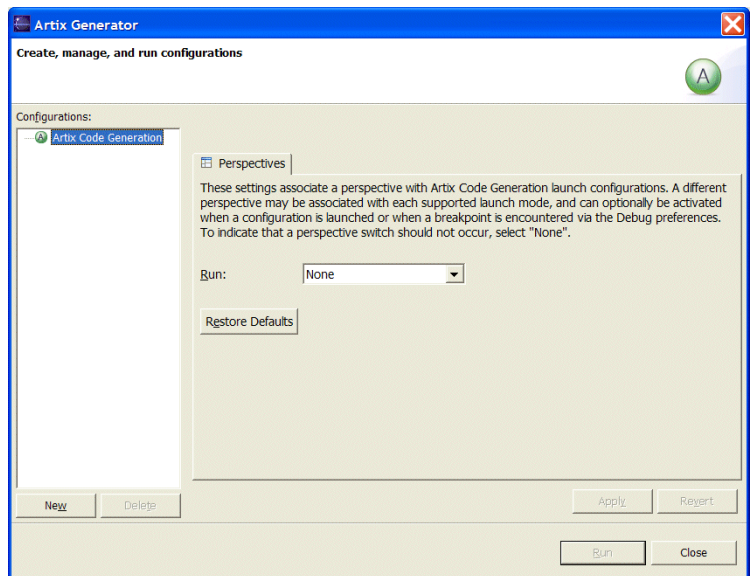 Artix Generator
Create, manage, and run configurations
A
Configurations:
A Artix Code Generation
Perspectives
These settings associate a perspective with Artix Code Generation launch configurations. A different
perspective may be associated with each supported launch mode, and can optionally be activated
when a configuration is launched or when a breakpoint is encountered via the Debug preferences.
To indicate that a perspective switch should not occur, select "None".
Run: None
Restore Defaults
New Delete Apply Revert
Run Close